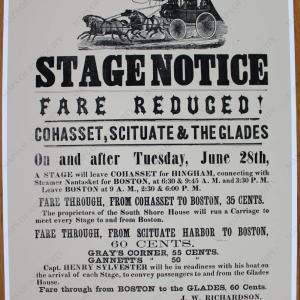 STAGE NOTICE
FARE REDUCED!
COHASSET, SCITUATE & THE GLADES
On and after Tuesday, June 28th,
A STAGE will leave COHASSET for HINGHAM, connecting with
Steamer Nantasket for BOSTON, at 6:30 & 9:45 A. M. and 3:30 P. M.
Leave BOSTON at 9 A. M., 2:30 & 6:00 P. M.
FARE THROUGH, FROM COHASSET TO BOSTON, 35 CENTS.
The proprietors of the South Shore House will run a Carriage to
meet every Stage to and from Boston.
FARE THROUGH, FROM SCITUATE HARBOR TO BOSTON,
60 CENTS.
GRAY'S CORNER, 55 CENTS.
GANNETT'S " 50 "
Capt. HENRY SYLVESTER will be in readiness with his boat on
the arrival of each Stage, to convey passengers to and from the Glades
House.
Fare through from BOSTON to the GLADES, 60 Cents.
J. W. RICHARDSON.